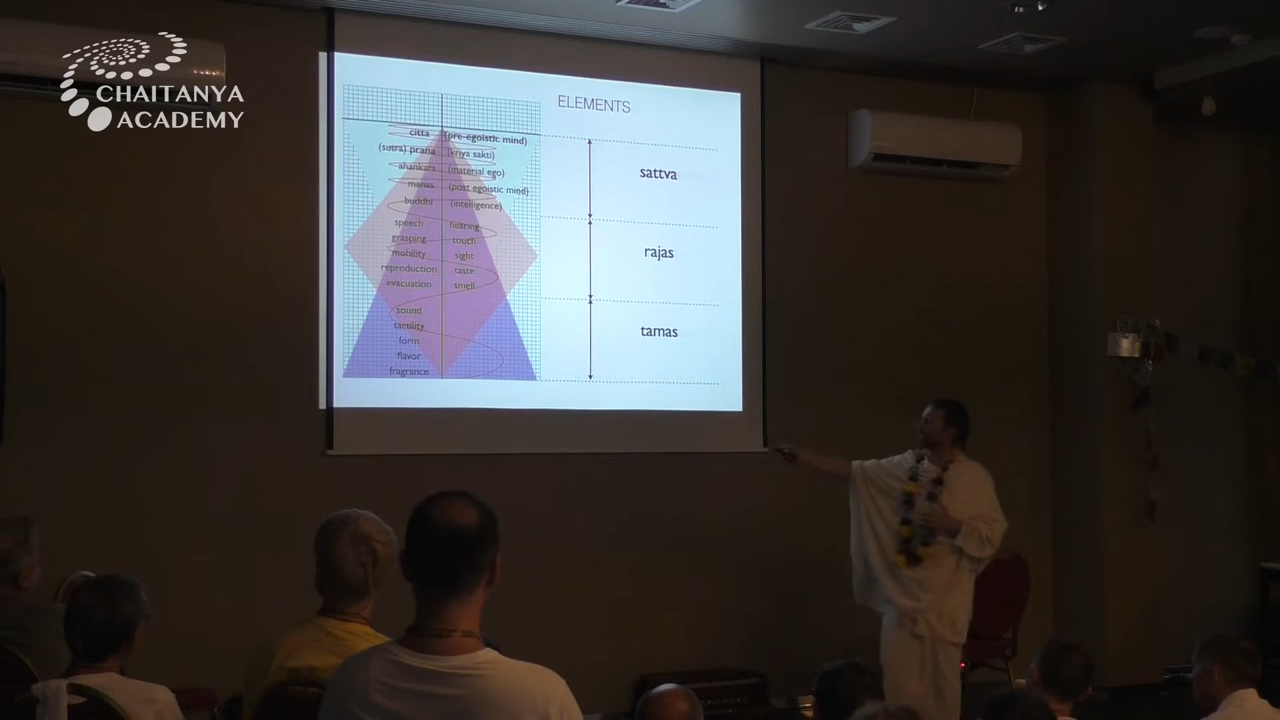 CHAITANYA
ACADEMY
ELEMENTS
citta (pre-egoistic mind)
(sutra) prana (kriya sakti)
ahankara (material ego)
manas (post egoistic mind)
buddhi (intelligence)
speech hearing
grasping touch
mobility sight
reproduction taste
evacuation smell
sound
tactility
form
flavor
fragrance
sattva
rajas
tamas